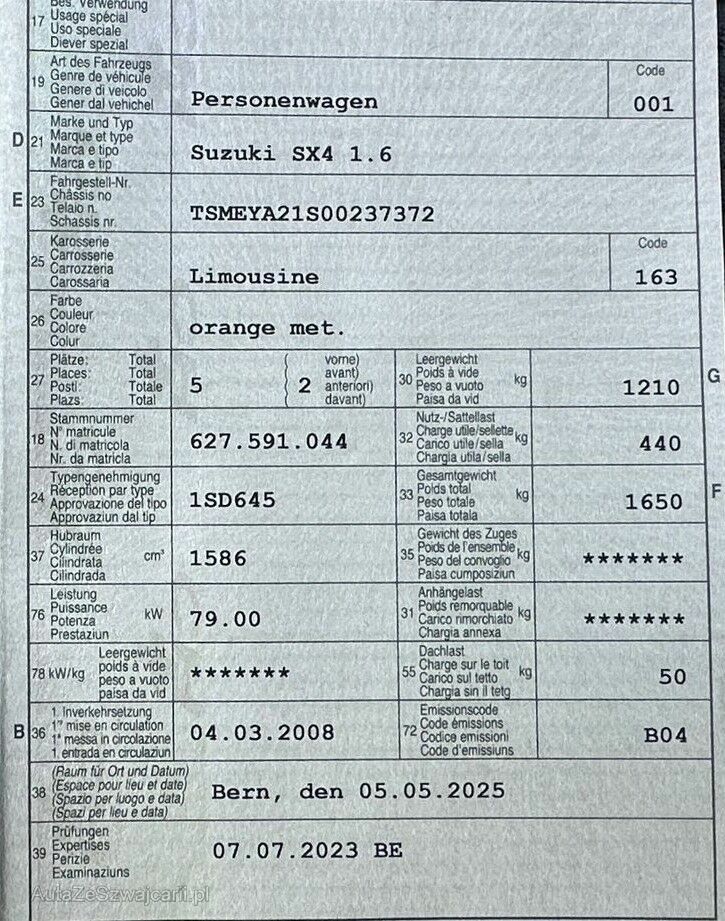 Bes. Verwendung
17 Usage spécial
Uso speciale
Diever spezial
Art des Fahrzeugs
19 Genre de véhicule
Genere di veicolo
Gener dal vehichel
Personenwagen
Code
001
Marke und Typ
D 21 Marque et type
Marca e tipo
Marca e tip
Suzuki SX4 1.6
Fahrgestell-Nr.
E 23 Châssis no
Telaio n.
Schassis nr.
TSMEYA21S00237372
Karosserie
25 Carrosserie
Carrozzeria
Carossaria
Limousine
Code
163
Farbe
26 Couleur
Colore
Colur
orange met.
Plätze: Total
27 Places: Total
Posti: Totale
Plazs: Total
5
( 2 vorne)
avant)
anteriori)
davant)
Leergewicht
30 Poids à vide kg
Peso a vuoto
Paisa da vid
1210 G
Stammnummer
18 N° matricule
N. di matricola
Nr. da matricla
627.591.044
Nutz-/Sattellast
32 Charge utile/sellette kg
Carico utile/sella
Chargia utila/sella
440
Typengenehmigung
24 Réception par type
Approvazione del tipo
Approvaziun dal tip
1SD645
Gesamtgewicht
33 Poids total kg
Peso totale
Paisa totala
1650 F
Hubraum
37 Cylindrée cm³
Cilindrata
Cilindrada
1586
Gewicht des Zuges
35 Poids de l'ensemble kg
Peso del convoglio
Paisa cumposiziun
*******
Leistung
76 Puissance kW
Potenza
Prestaziun
79.00
Anhängelast
31 Poids remorquable kg
Carico rimorchiato
Chargia annexa
*******
Leergewicht
78 kW/kg poids à vide
peso a vuoto
paisa da vid
*******
Dachlast
55 Charge sur le toit kg
Carico sul tetto
Chargia sin il tetg
50
1. Inverkehrsetzung
B 36 1re mise en circulation
1a messa in circolazione
1. entrada en circulaziun
04.03.2008
Emissionscode
72 Code émissions
Codice emissioni
Code d'emissiuns
B04
(Raum für Ort und Datum)
38 (Espace pour lieu et date)
(Spazio per luogo e data)
(Spazi per lieu e data)
Bern, den 05.05.2025
Prüfungen
39 Expertises
Perizie
Examinaziuns
07.07.2023 BE
AutaZeSzwajcarii.pl